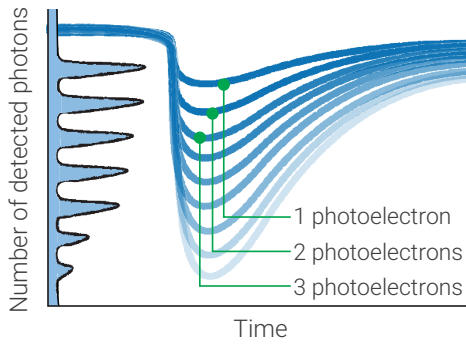 Number of detected photons
1 photoelectron
2 photoelectrons
3 photoelectrons
Time